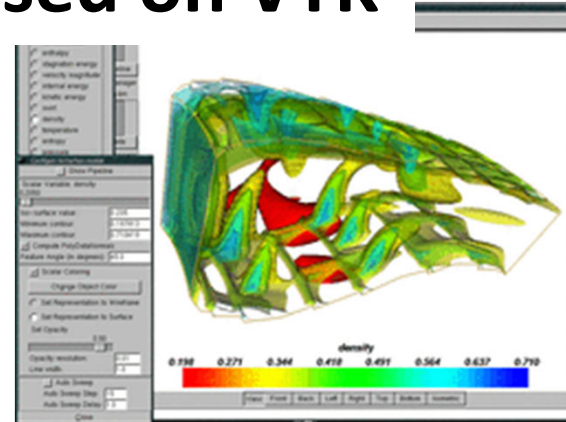 sed on VTK
enthalpy
stagnation energy
velocity magnitude
internal energy
kinetic energy
swirl
density
temperature
entropy
Show Pipeline
Scalar Variable: density
Iso-surface value:
Minimum contour:
Maximum contour:
Compute PolyDataNormals
Feature Angle (in degrees):
Scalar Coloring
Change Object Color
Set Representation to Wireframe
Set Representation to Surface
Set Opacity
Opacity resolution:
Line width:
Auto Sweep
Auto Sweep Step:
Auto Sweep Delay:
Close
density
0.198 0.271 0.344 0.418 0.491 0.564 0.637 0.710
View Front Back Left Right Top Bottom Isometric